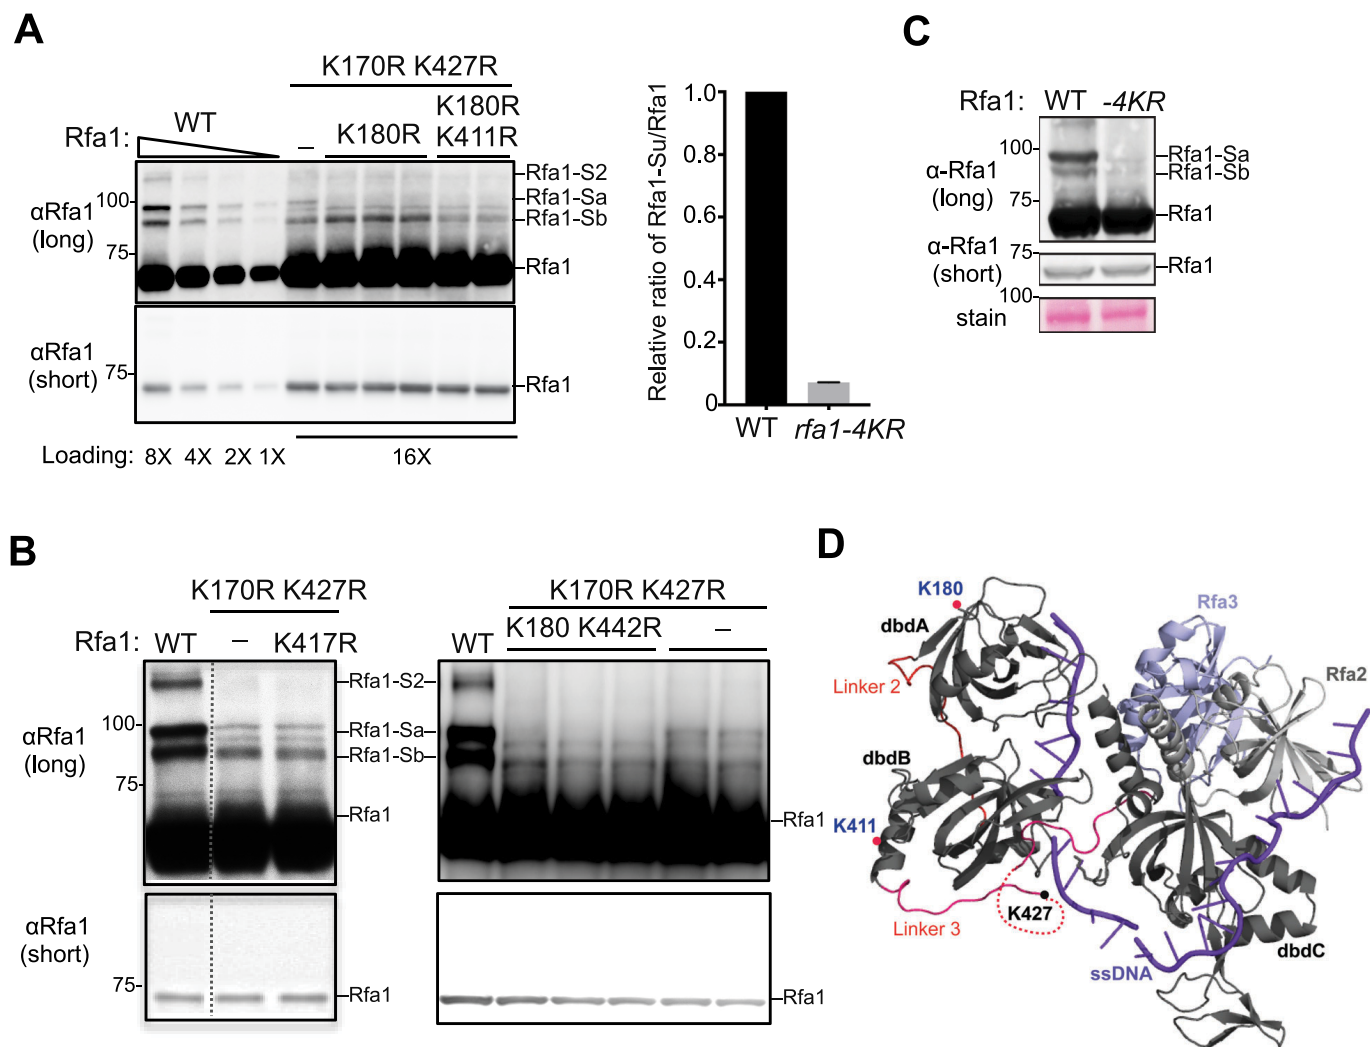 A
K170R K427R
K180R
WT
Rfa1:
–
K180R
K411R
αRfa1
(long)
100
75
Rfa1-S2
Rfa1-Sa
Rfa1-Sb
Rfa1
αRfa1
(short)
75
Rfa1
Loading: 8X 4X 2X 1X 16X
Relative ratio of Rfa1-Su/Rfa1
1.0
0.8
0.6
0.4
0.2
0
WT rfa1-4KR
C
Rfa1: WT -4KR
α-Rfa1
(long)
100
75
Rfa1-Sa
Rfa1-Sb
Rfa1
α-Rfa1
(short)
75
Rfa1
100
stain
B
K170R K427R
Rfa1: WT – K417R
αRfa1
(long)
100
75
Rfa1-S2
Rfa1-Sa
Rfa1-Sb
Rfa1
αRfa1
(short)
75
Rfa1
K170R K427R
WT K180 K442R –
Rfa1
Rfa1
D
K180
dbdA
Rfa3
Rfa2
Linker 2
dbdB
K411
K427
Linker 3
ssDNA
dbdC